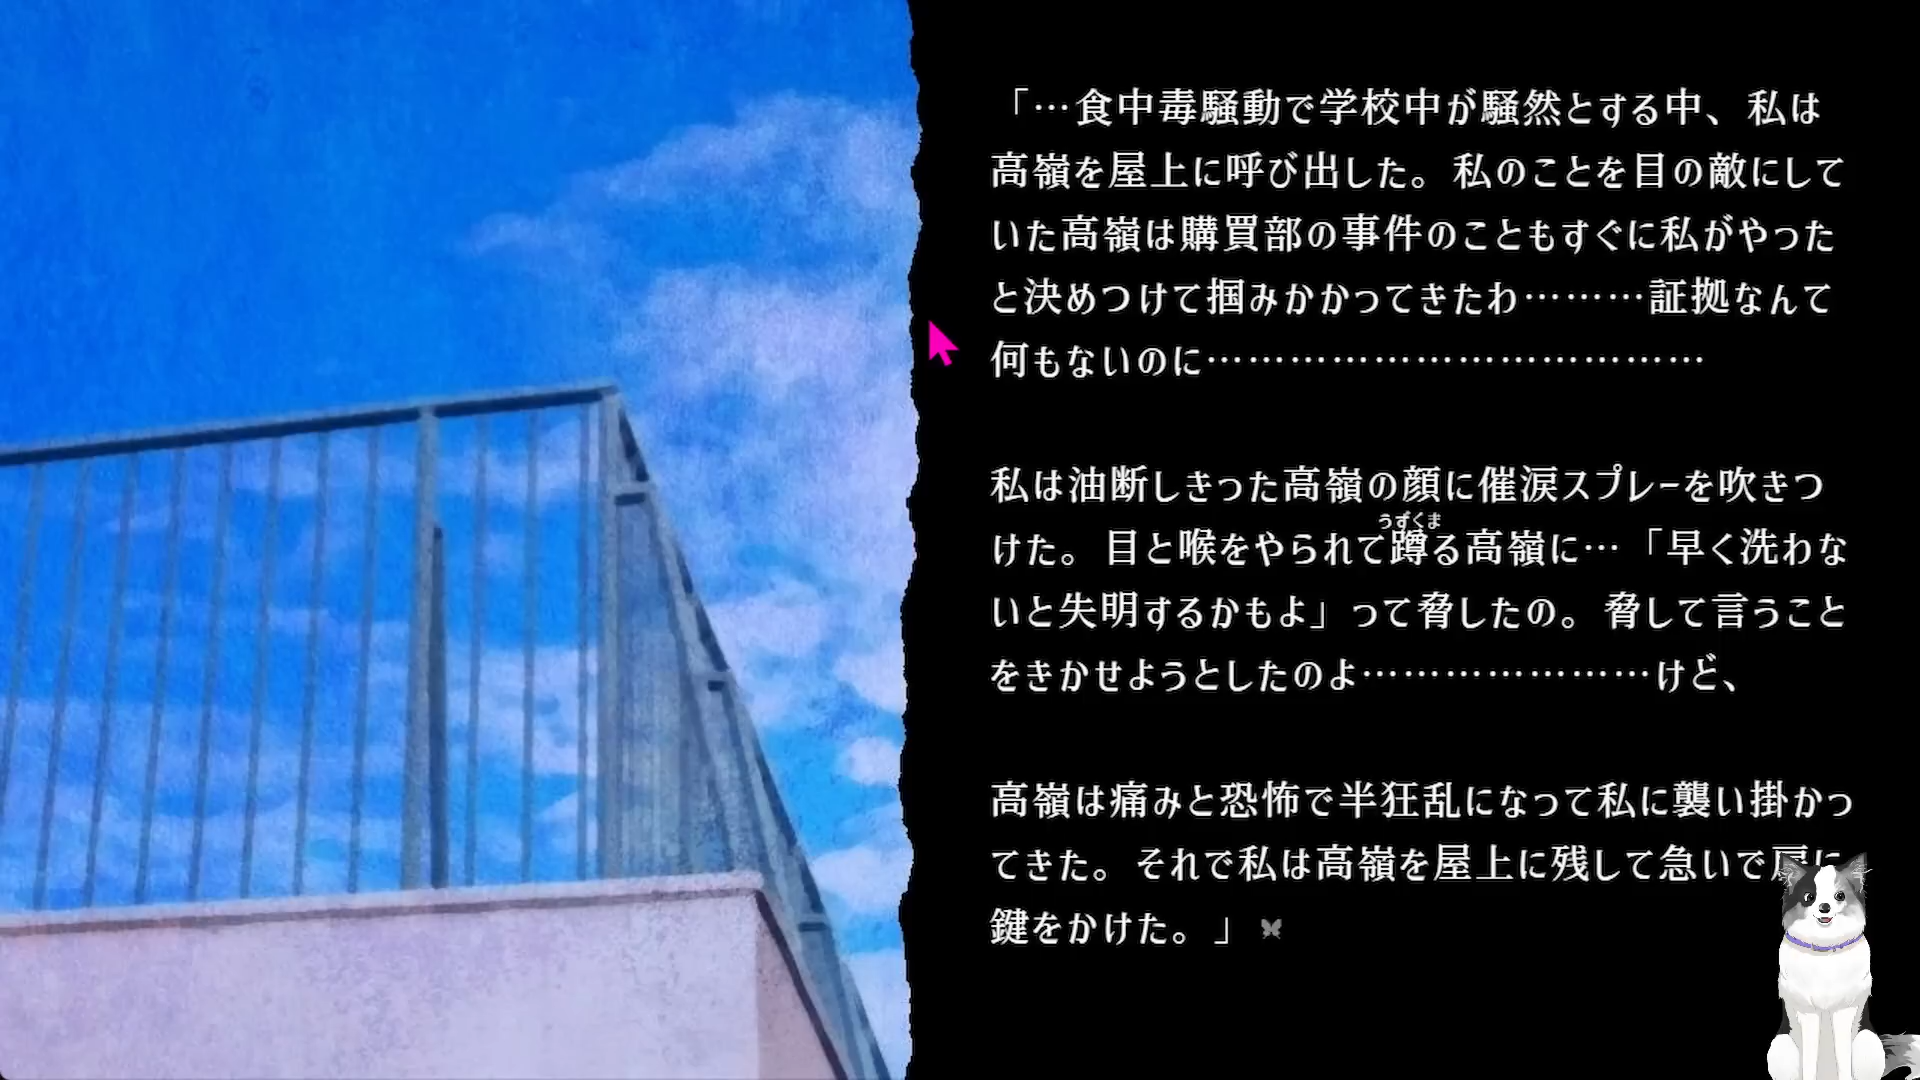 「…食中毒騒動で学校中が騒然とする中、私は
高嶺を屋上に呼び出した。私のことを目の敵にして
いた高嶺は購買部の事件のこともすぐに私がやった
と決めつけて掴みかかってきたわ………証拠なんて
何もないのに…………………………………
私は油断しきった高嶺の顔に催涙スプレーを吹きつ
うずくま
けた。目と喉をやられて蹲る高嶺に…「早く洗わな
いと失明するかもよ」って脅したの。脅して言うこと
をきかせようとしたのよ…………………けど、
高嶺は痛みと恐怖で半狂乱になって私に襲い掛かっ
てきた。それで私は高嶺を屋上に残して急いで扉に
鍵をかけた。」